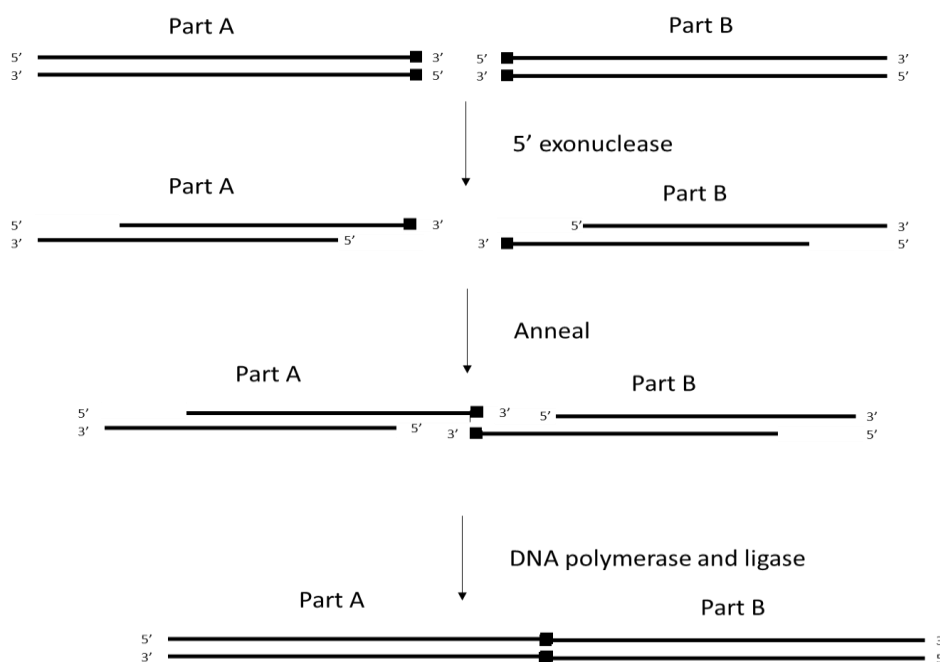 Part A Part B
5’ 3’ 5’ 3’
3’ 5’ 3’ 5’
5’ exonuclease
Part A Part B
5’ 3’ 5’ 3’
3’ 5’ 3’ 5’
Anneal
Part A Part B
5’ 3’ 5’ 3’
3’ 5’ 3’ 5’
DNA polymerase and ligase
Part A Part B
5’ 3’
3’ 5’